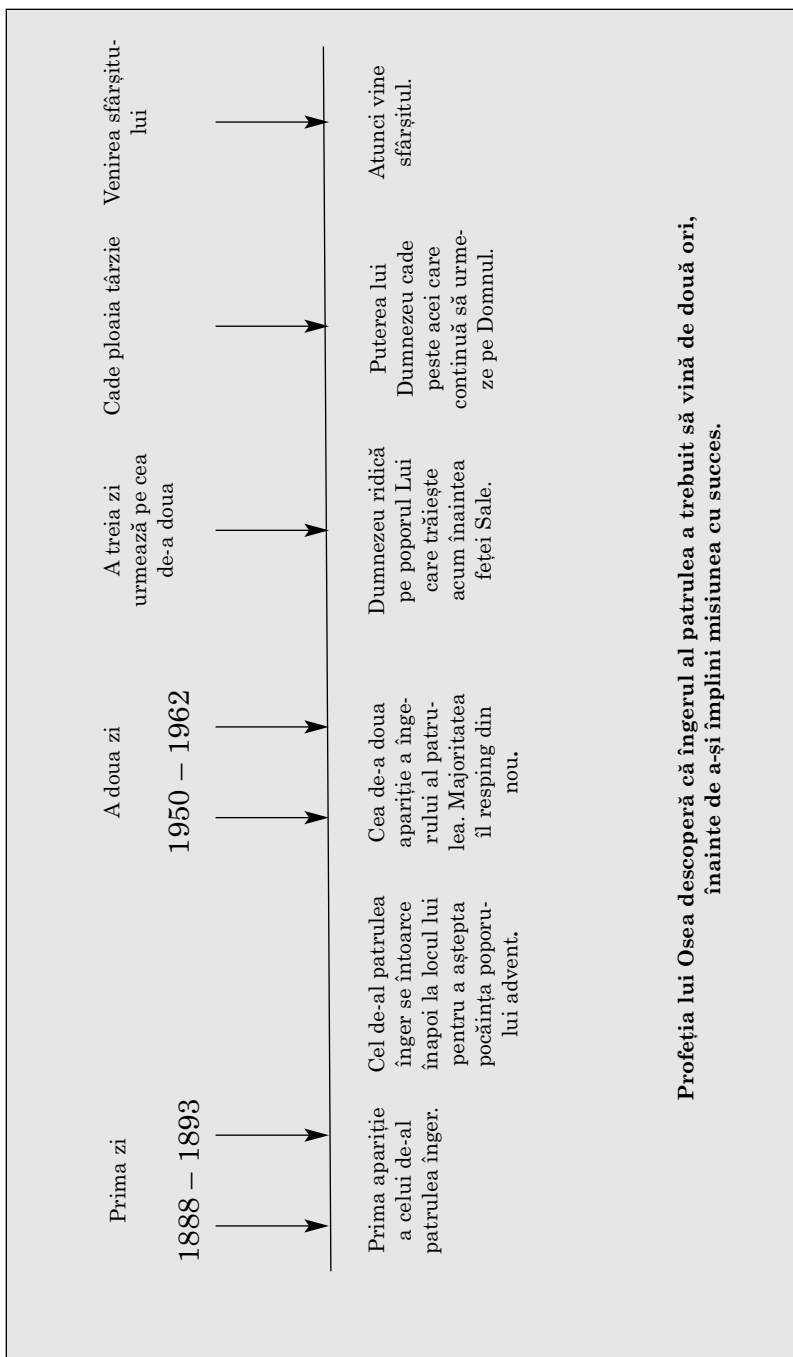 Prima zi
1888 – 1893
A doua zi
1950 – 1962
A treia zi
urmează pe cea
de-a doua
Cade ploaia târzie
Venirea sfârșitu-
lui
Prima apariție
a celui de-al
patrulea înger.
Cel de-al patrulea
înger se întoarce
înapoi la locul lui
pentru a aștepta
pocăința poporu-
lui advent.
Cea de-a doua
apariție a înge-
rului al patru-
lea. Majoritatea
îl resping din
nou.
Dumnezeu ridică
pe poporul Lui
care trăiește
acum înaintea
feței Sale.
Puterea lui
Dumnezeu cade
peste acei care
continuă să urme-
ze pe Domnul.
Atunci vine
sfârșitul.
Profeția lui Osea descoperă că îngerul al patrulea a trebuit să vină de două ori,
înainte de a-și împlini misiunea cu succes.